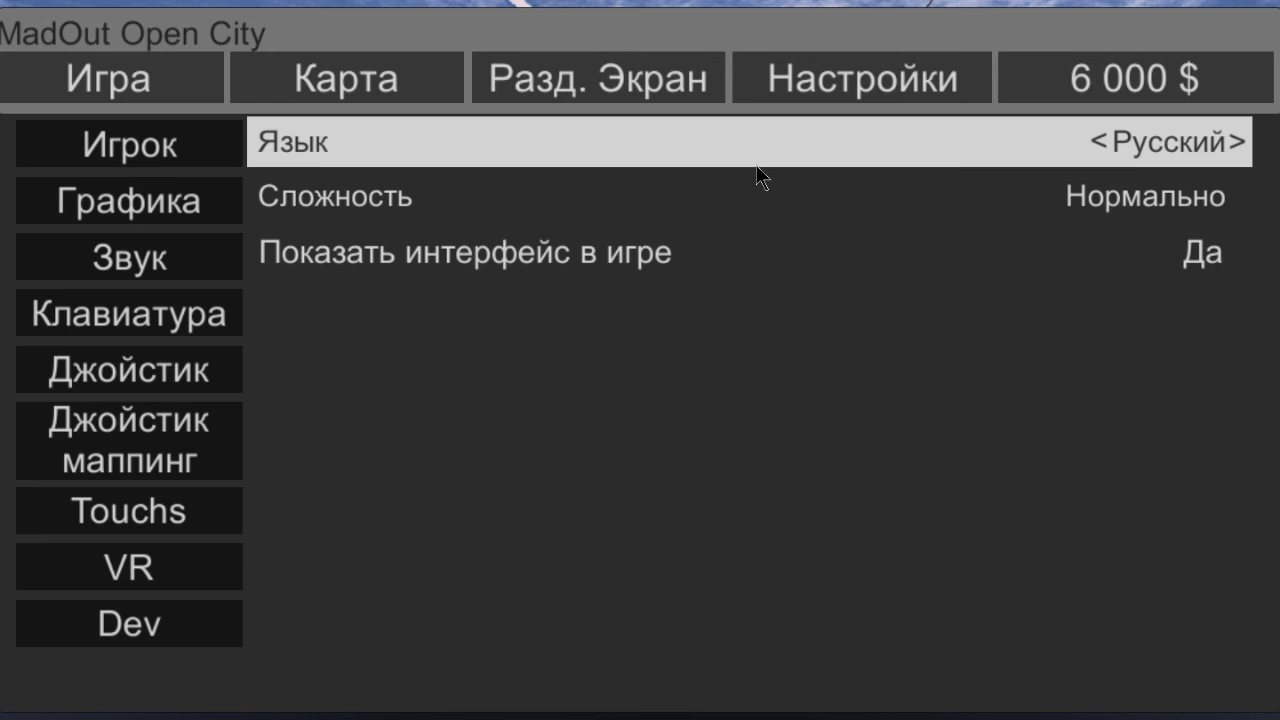 MadOut Open City
Игра Карта Разд. Экран Настройки 6 000 $
Игрок
Графика
Звук
Клавиатура
Джойстик
Джойстик
маппинг
Touchs
VR
Dev
Язык <Русский>
Сложность Нормально
Показать интерфейс в игре Да